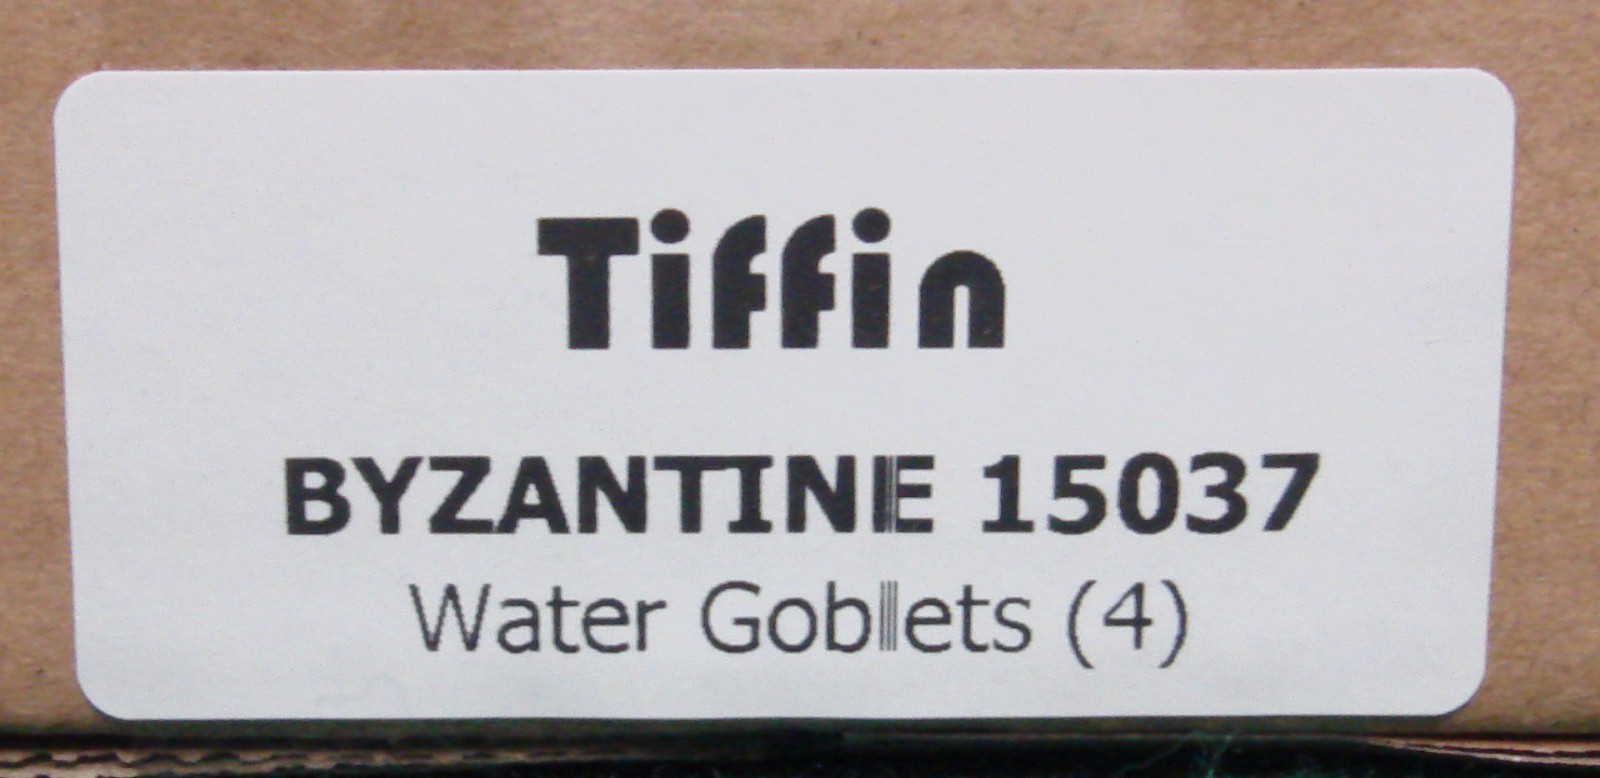 Tiffin
BYZANTINE 15037
Water Goblets (4)